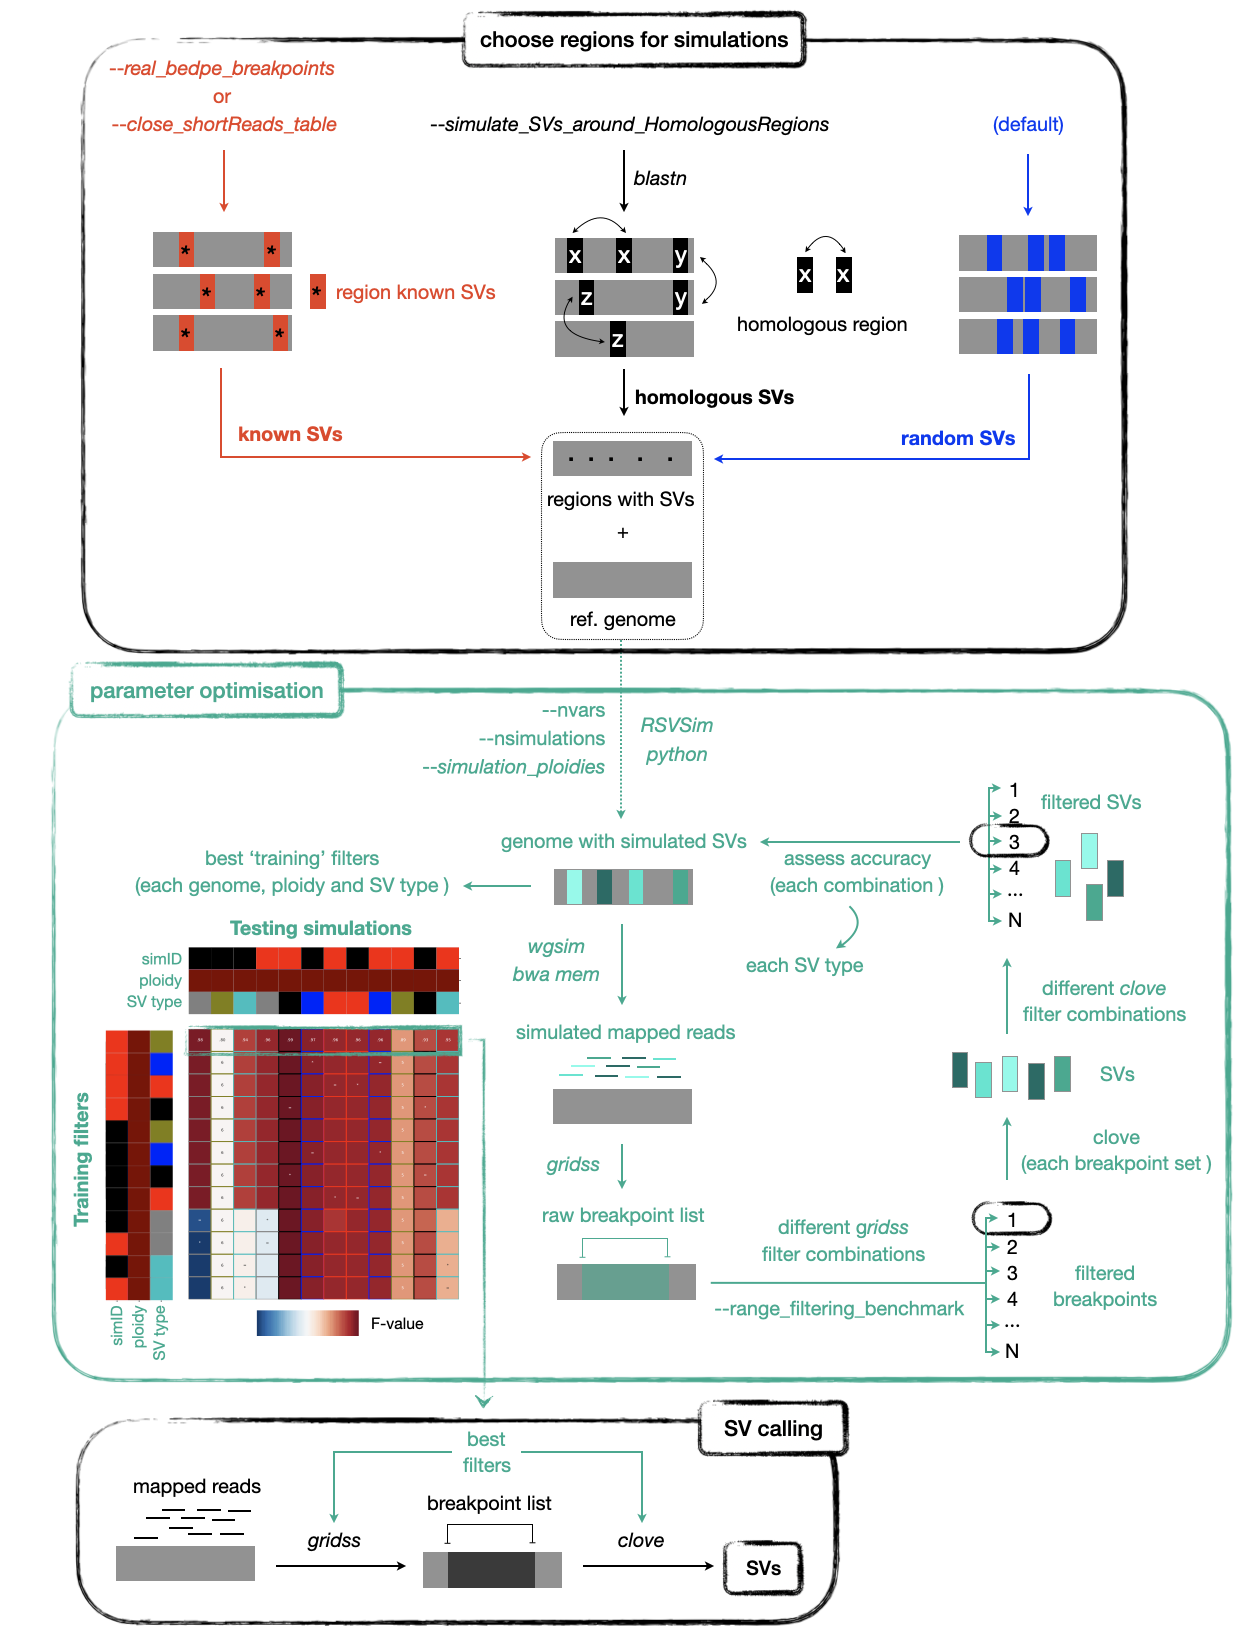 choose regions for simulations
--real_bedpe_breakpoints
or
--close_shortReads_table
--simulate_SVs_around_HomologousRegions
(default)
blastn
* *
* *
* *
* region known SVs
x x y
z y
z
x x
homologous region
homologous SVs
known SVs
random SVs
regions with SVs
+
ref. genome
parameter optimisation
--nvars
--nsimulations
--simulation_ploidies
RSVSim
python
genome with simulated SVs
best ‘training’ filters
(each genome, ploidy and SV type )
assess accuracy
(each combination )
each SV type
1
2
3
4
...
N
filtered SVs
Testing simulations
simID
ploidy
SV type
Training filters
simID
ploidy
SV type
F-value
wgsim
bwa mem
simulated mapped reads
gridss
raw breakpoint list
different gridss
filter combinations
--range_filtering_benchmark
1
2
3
4
...
N
filtered
breakpoints
clove
(each breakpoint set )
SVs
different clove
filter combinations
SV calling
best
filters
mapped reads
gridss
breakpoint list
clove
SVs